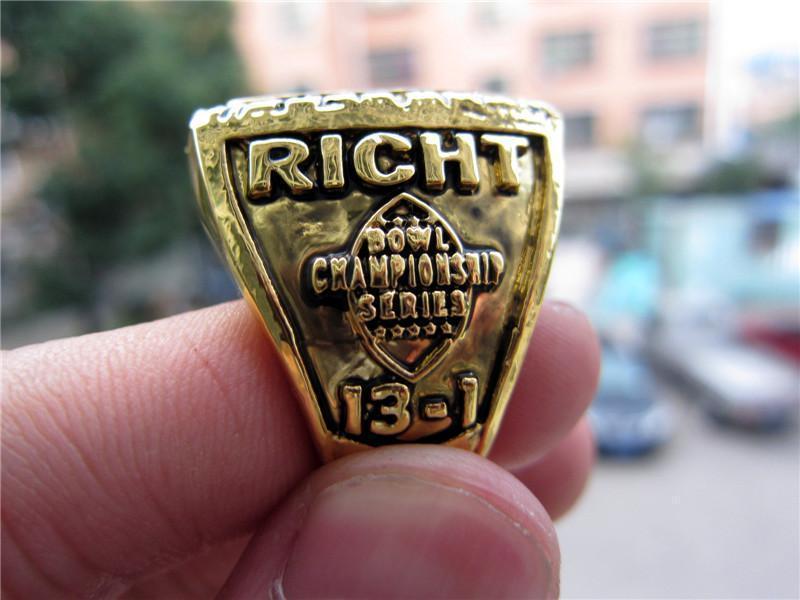 RICHT
BOWL
CHAMPIONSHIP
SERIES
13-1